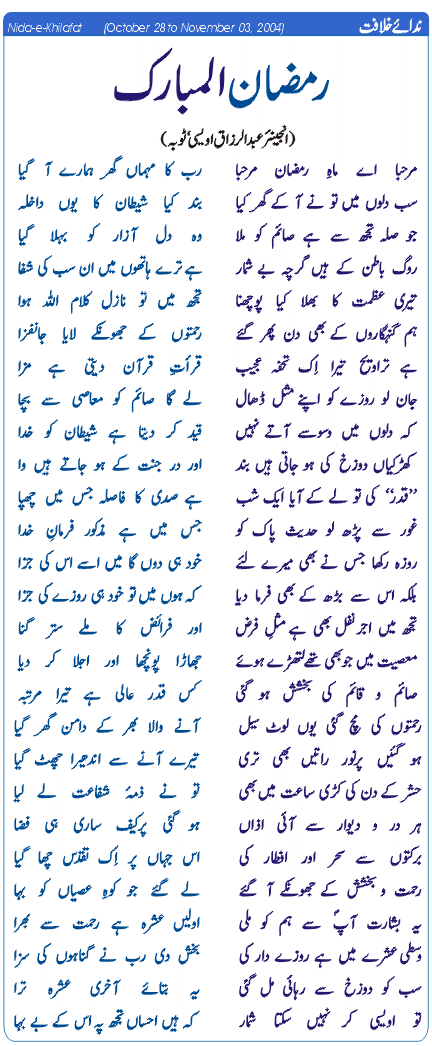 Nida-e-Khilafat (October 28 to November 03, 2004) ندائے خلافت
رمضان المبارک
(انجینئر عبدالرزاق اویسی، ٹوبہ)
مرحبا اے ماہِ رمضان مرحبا رب کا مہماں گھر ہمارے آ گیا
سب دلوں میں تو نے آ کے گھر کیا بند کیا شیطان کا یوں داخلہ
جو صلہ تجھ سے ہے صائم کو ملا وہ دل آزار کو بہلا گیا
روگ باطن کے ہیں گرچہ بے شمار ہے ترے ہاتھوں میں ان سب کی شفا
تیری عظمت کا بھلا کیا پوچھنا تجھ میں تو نازل کلام اللہ ہوا
ہم گنہگاروں کے بھی دن پھر گئے رحمتوں کے جھونکے لایا جانفزا
ہے تراویح تیرا اِک تحفہ عجیب قرأتِ قرآن دیتی ہے مزا
جان لو روزے کو اپنے مثل ڈھال لے گا صائم کو معاصی سے بچا
کہ دلوں میں وسوسے آتے نہیں قید کر دیتا ہے شیطان کو خدا
کھڑکیاں دوزخ کی ہو جاتی ہیں بند اور در جنت کے ہو جاتے ہیں وا
"قدر" کی تو لے کے آیا ایک شب ہے صدی کا فاصلہ جس میں چھپا
غور سے پڑھ لو حدیث پاک کو جس میں ہے مذکور فرمانِ خدا
روزہ رکھا جس نے بھی میرے لئے خود ہی دوں گا میں اسے اس کی جزا
بلکہ اس سے بڑھ کے بھی فرما دیا کہ ہوں میں تو خود ہی روزے کی جزا
تجھ میں اجر نفل بھی ہے مثلِ فرض اور فرائض کا ملے ستر گنا
معصیت میں جو بھی تھے لتھڑے ہوئے جھاڑا پونچھا اور اجلا کر دیا
صائم و قائم کی بخشش ہو گئی کس قدر عالی ہے تیرا مرتبہ
رحمتوں کی مچ گئی یوں لوٹ سیل آنے والا بھر کے دامن گھر گیا
ہو گئیں پرنور راتیں بھی تری تیرے آنے سے اندھیرا چھٹ گیا
حشر کے دن کی کڑی ساعت میں بھی تو نے ذمۂ شفاعت لے لیا
ہر در و دیوار سے آئی اذاں ہو گئی پرکیف ساری ہی فضا
برکتوں سے سحر اور افطار کی اس جہاں پر اِک تقدس چھا گیا
رحمت و بخشش کے جھونکے آ گئے لے گئے جو کوہِ عصیاں کو بہا
یہ بشارت آپؐ سے ہم کو ملی اولیں عشرہ ہے رحمت سے بھرا
وسطی عشرے میں ہے روزے دار کی بخش دی رب نے گناہوں کی سزا
سب کو دوزخ سے رہائی مل گئی یہ بتائے آخری عشرہ ترا
تو اویسی کر نہیں سکتا شمار کہ ہیں احساں تجھ پہ اس کے بے بہا